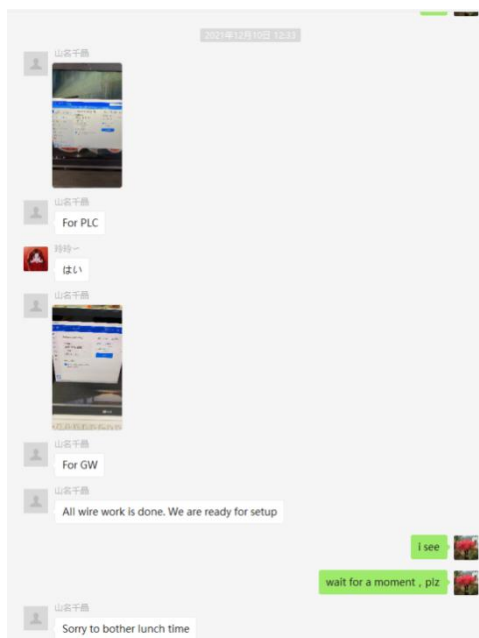 2021年12月10日 12:33
山名千晶
山名千晶
For PLC
玲玲~
はい
山名千晶
山名千晶
For GW
山名千晶
All wire work is done. We are ready for setup
i see
wait for a moment , plz
山名千晶
Sorry to bother lunch time